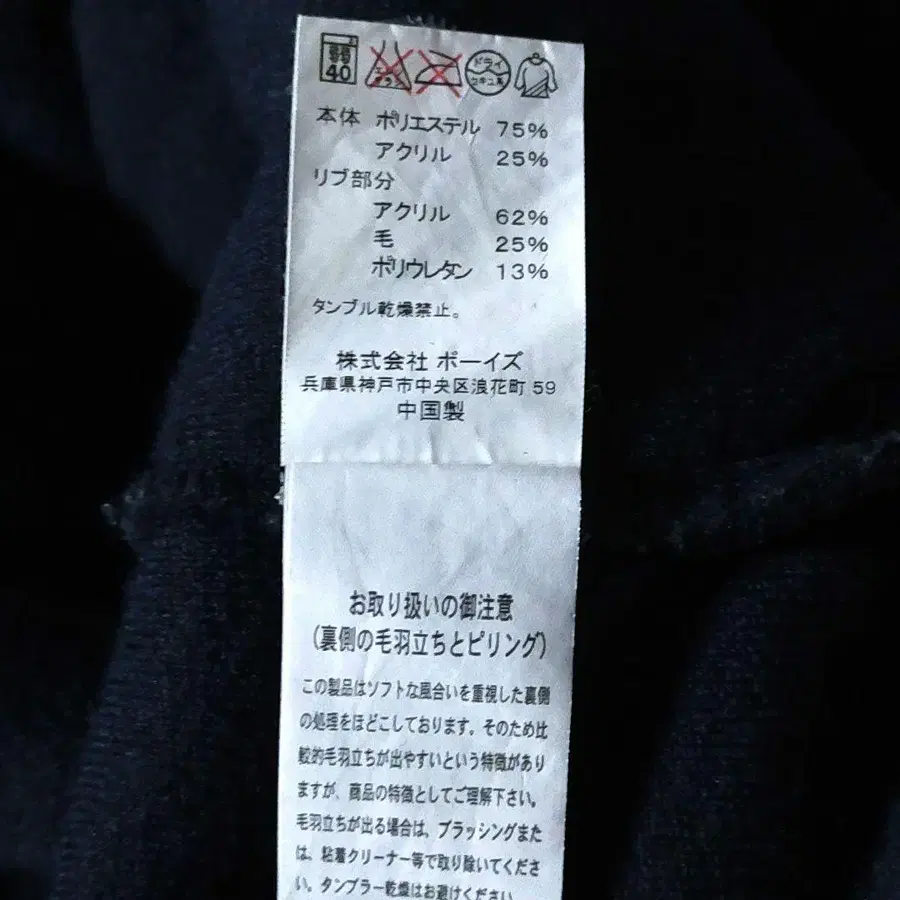 弱
40
エンソ
サラシ
ドライ
セキユ系
本体 ポリエステル 75%
アクリル 25%
リブ部分
アクリル 62%
毛 25%
ポリウレタン 13%
タンブル乾燥禁止。
株式会社 ボーイズ
兵庫県神戸市中央区浪花町 59
中国製
お取り扱いの御注意
(裏側の毛羽立ちとピリング)
この製品はソフトな風合いを重視した裏側
の処理をほどこしております。そのため比
較的毛羽立ちが出やすいという特徴があり
ますが、商品の特徴としてご理解下さい。
毛羽立ちが出る場合は、ブラッシングまた
は、粘着クリーナー等で取り除いてくださ
い。タンブラー乾燥はお避けください。